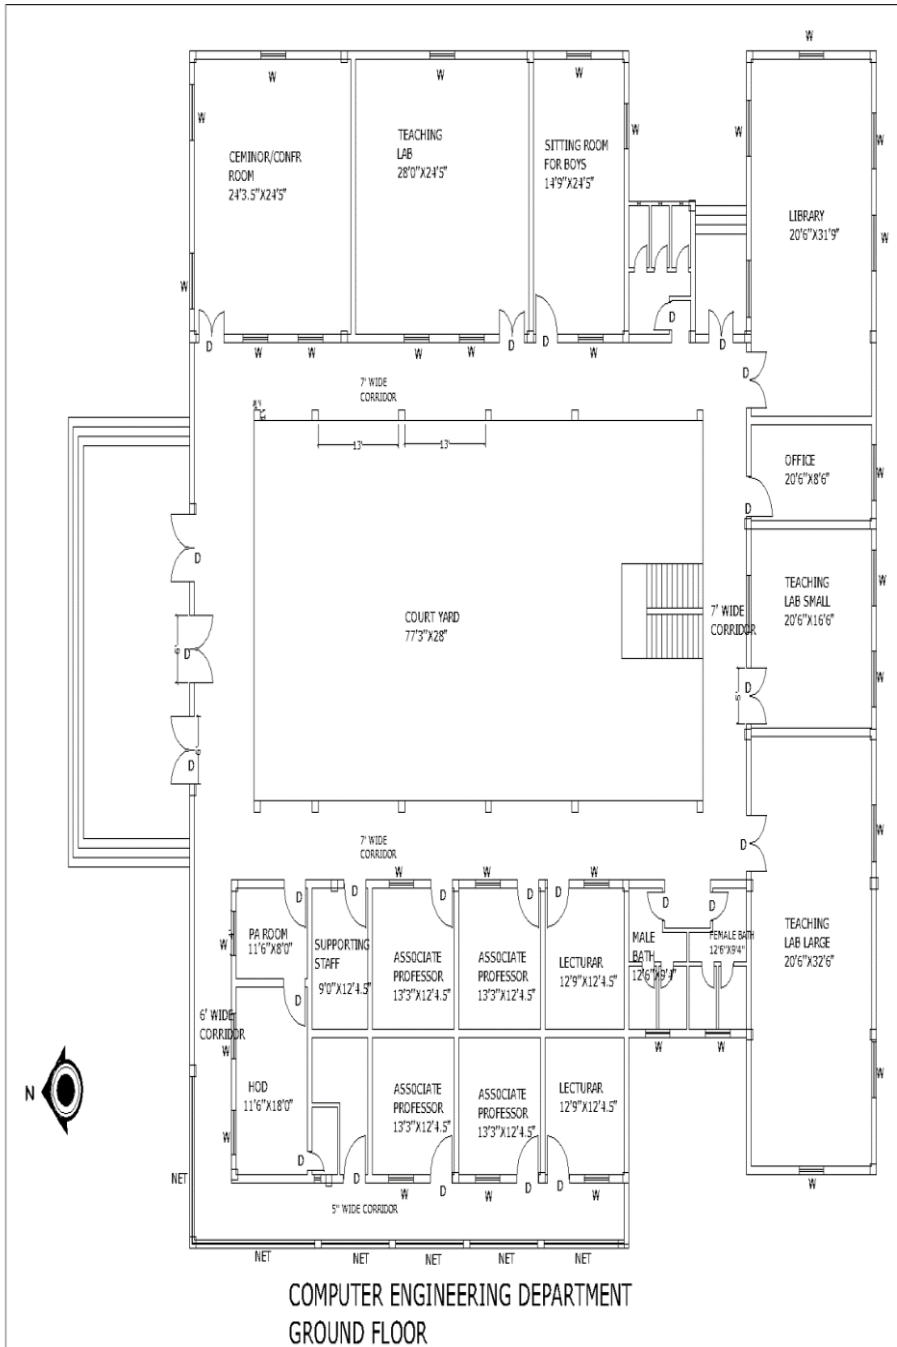 W
W
W
W
CEMINOR/CONFR
ROOM
24'3.5"X24'5"
TEACHING
LAB
28'0"X24'5"
SITTING ROOM
FOR BOYS
14'9"X24'5"
LIBRARY
20'6"X31'9"
W
W
W
W
W
W
D
W
W
W
W
D
D
W
D
D
D
7' WIDE
CORRIDOR
D
13'
13'
OFFICE
20'6"X8'6"
W
D
D
TEACHING
LAB SMALL
20'6"X16'6"
W
COURT YARD
77'3"X28"
7' WIDE
CORRIDOR
6'
D
D
5'
W
6'
D
7' WIDE
CORRIDOR
D
W
W
W
W
D
D
D
D
D
D
D
PA ROOM
11'6"X8'0"
W
SUPPORTING
STAFF
9'0"X12'4.5"
ASSOCIATE
PROFESSOR
13'3"X12'4.5"
ASSOCIATE
PROFESSOR
13'3"X12'4.5"
LECTURAR
12'9"X12'4.5"
MALE
BATH
12'6"X9'4"
FEMALE BATH
12'6"X9'4"
TEACHING
LAB LARGE
20'6"X32'6"
D
6' WIDE
CORRIDOR
W
W
W
W
N
HOD
11'6"X18'0"
ASSOCIATE
PROFESSOR
13'3"X12'4.5"
ASSOCIATE
PROFESSOR
13'3"X12'4.5"
LECTURAR
12'9"X12'4.5"
W
D
NET
D
W
D
W
D
W
W
5" WIDE CORRIDOR
NET
NET
NET
NET
NET
COMPUTER ENGINEERING DEPARTMENT
GROUND FLOOR